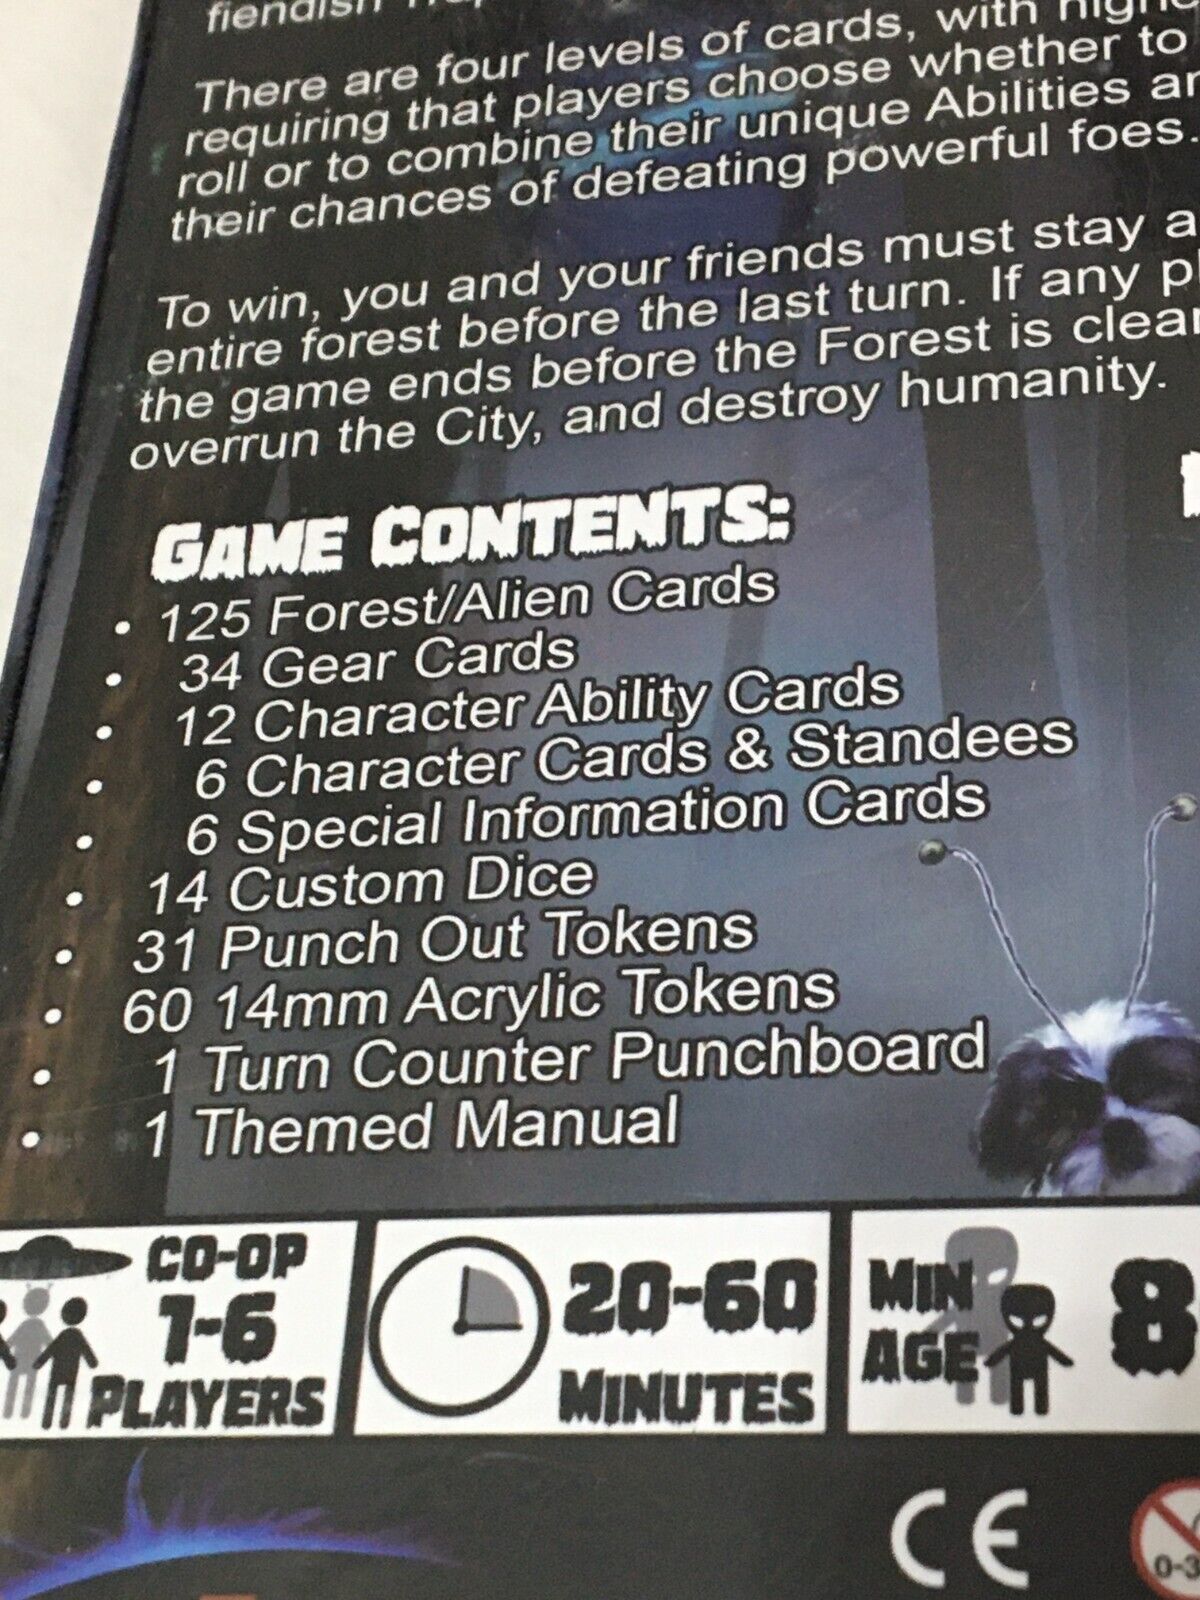 fiendish
There are four levels of cards, with
requiring that players choose whether to
roll or to combine their unique Abilities
their chances of defeating powerful foes.
To win, you and your friends must stay
entire forest before the last turn. If any
the game ends before the Forest is
overrun the City, and destroy humanity.
GAME CONTENTS:
• 125 Forest/Alien Cards
• 34 Gear Cards
• 12 Character Ability Cards
• 6 Character Cards & Standees
• 6 Special Information Cards
• 14 Custom Dice
• 31 Punch Out Tokens
• 60 14mm Acrylic Tokens
• 1 Turn Counter Punchboard
• 1 Themed Manual
CO-OP
1-6
PLAYERS
20-60
MINUTES
MIN
AGE
8
CE
0-3